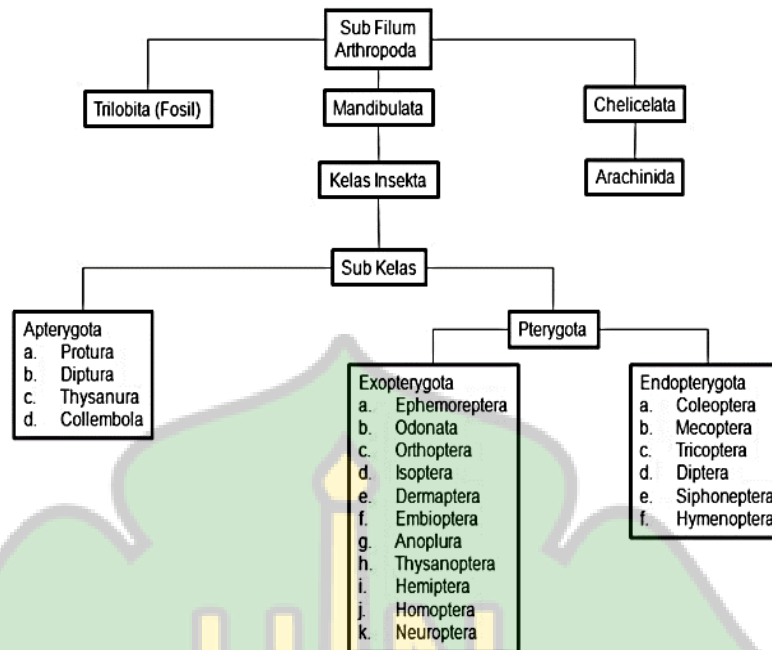 Sub Filum
Arthropoda
Trilobita (Fosil)
Mandibulata
Chelicelata
Kelas Insekta
Arachinida
Sub Kelas
Apterygota
a. Protura
b. Diptura
c. Thysanura
d. Collembola
Pterygota
Exopterygota
a. Ephemoreptera
b. Odonata
c. Orthoptera
d. Isoptera
e. Dermaptera
f. Embioptera
g. Anoplura
h. Thysanoptera
i. Hemiptera
j. Homoptera
k. Neuroptera
Endopterygota
a. Coleoptera
b. Mecoptera
c. Tricoptera
d. Diptera
e. Siphoneptera
f. Hymenoptera